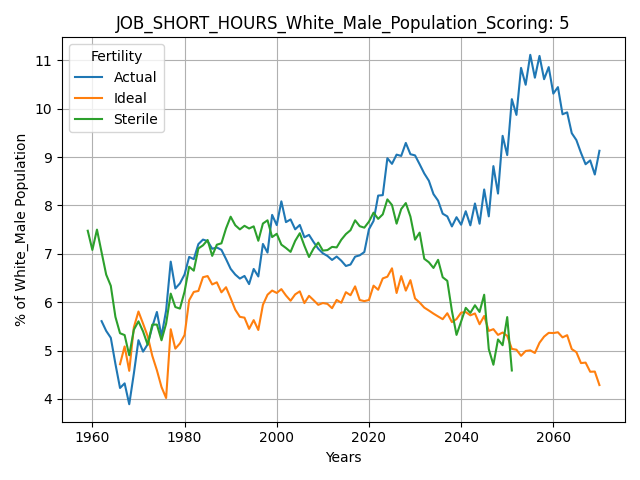 JOB_SHORT_HOURS_White_Male_Population_Scoring: 5
Fertility
Actual
Ideal
Sterile
% of White_Male Population
11
10
9
8
7
6
5
4
1960
1980
2000
2020
2040
2060
Years